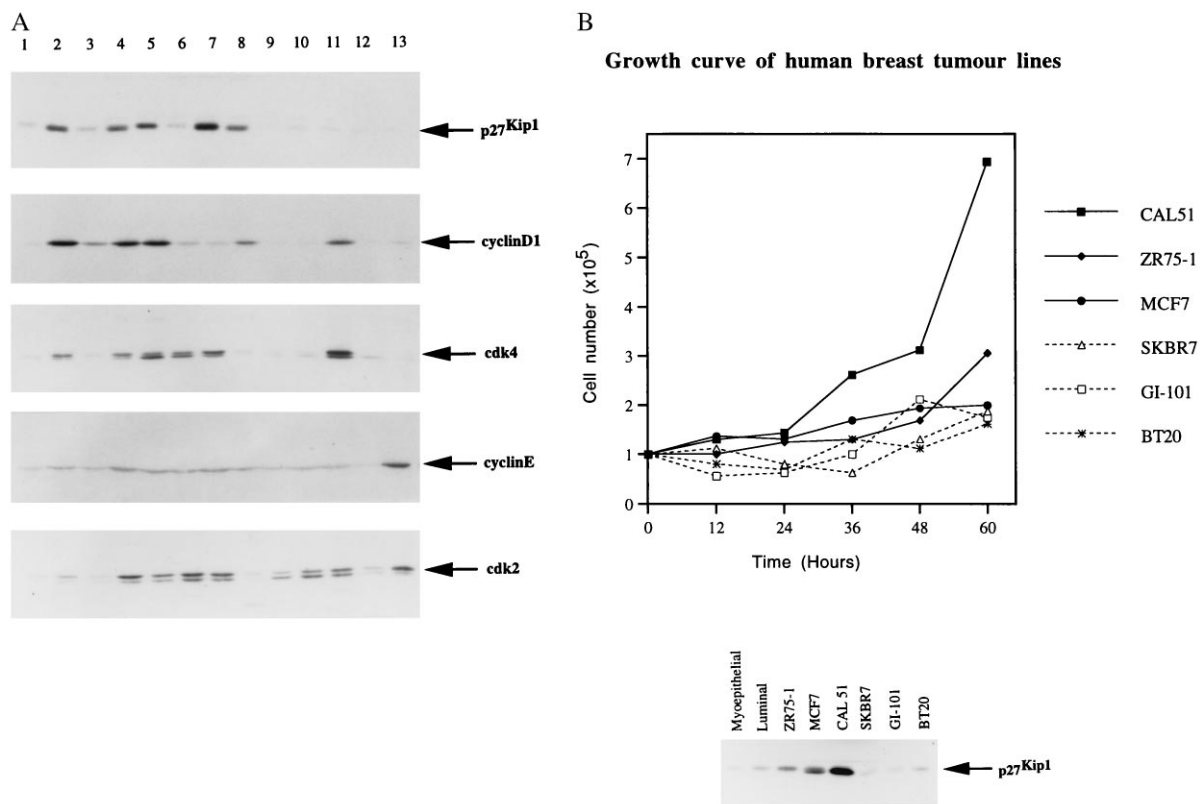 A
1 2 3 4 5 6 7 8 9 10 11 12 13
p27Kip1
cyclinD1
cdk4
cyclinE
cdk2
B
Growth curve of human breast tumour lines
Cell number (x10⁵)
7
6
5
4
3
2
1
0
0 12 24 36 48 60
Time (Hours)
CAL51
ZR75-1
MCF7
SKBR7
GI-101
BT20
Myoepithelial
Luminal
ZR75-1
MCF7
CAL 51
SKBR7
GI-101
BT20
p27Kip1